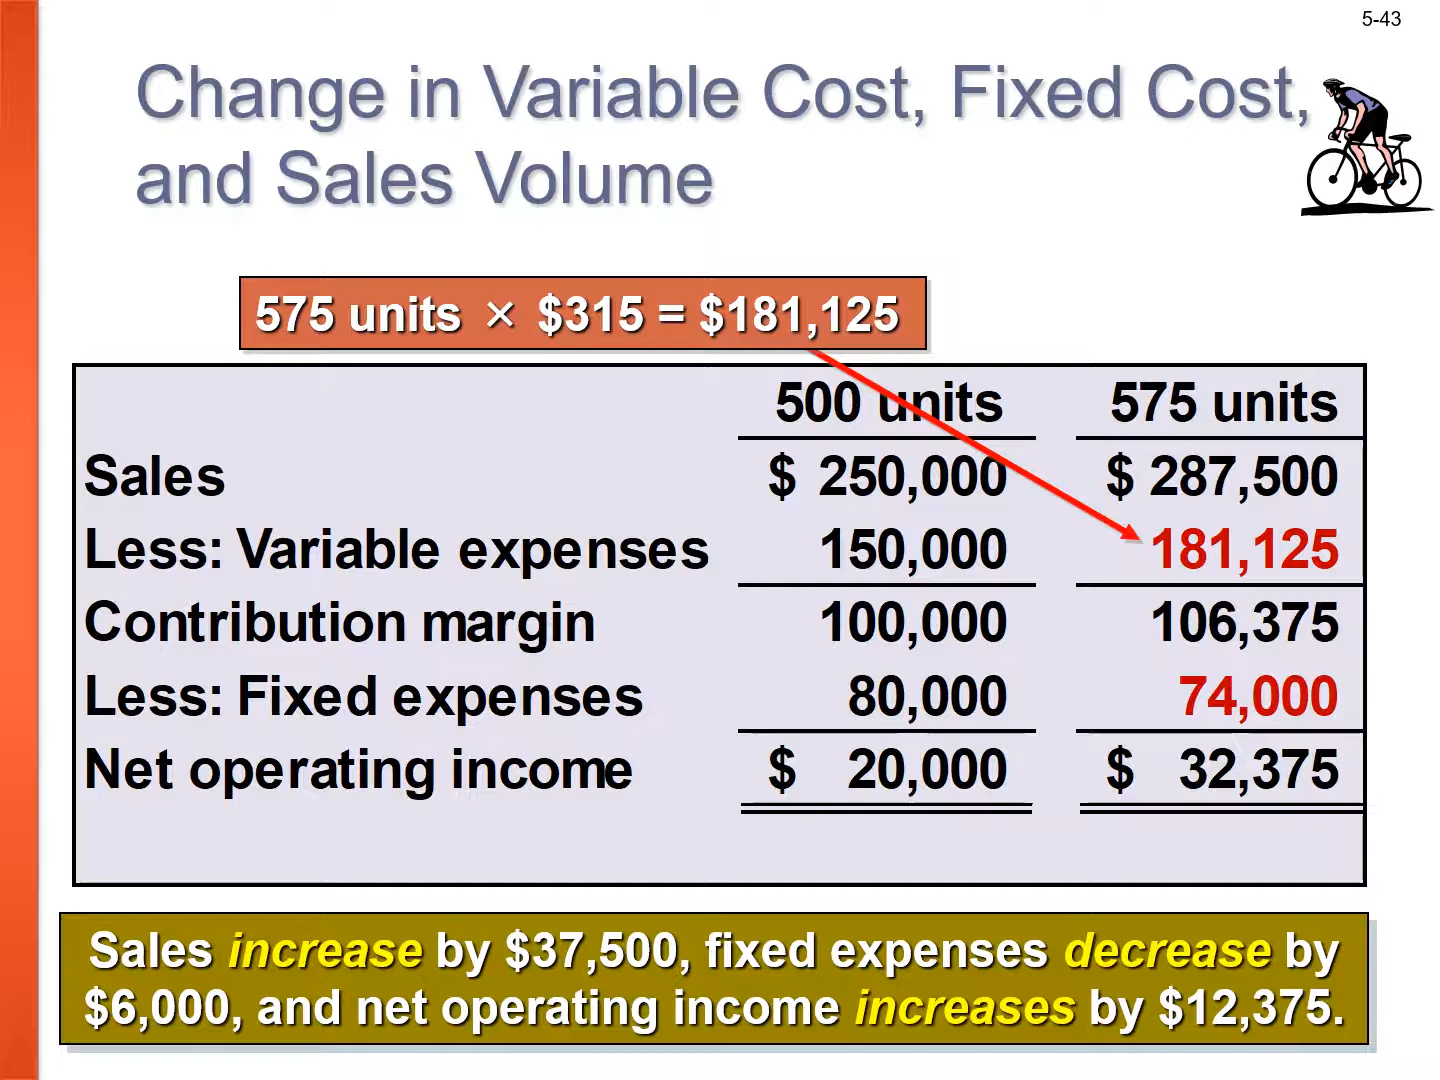 5-43
Change in Variable Cost, Fixed Cost,
and Sales Volume
575 units × $315 = $181,125
500 units 575 units
Sales $ 250,000 $ 287,500
Less: Variable expenses 150,000 181,125
Contribution margin 100,000 106,375
Less: Fixed expenses 80,000 74,000
Net operating income $ 20,000 $ 32,375
Sales increase by $37,500, fixed expenses decrease by
$6,000, and net operating income increases by $12,375.